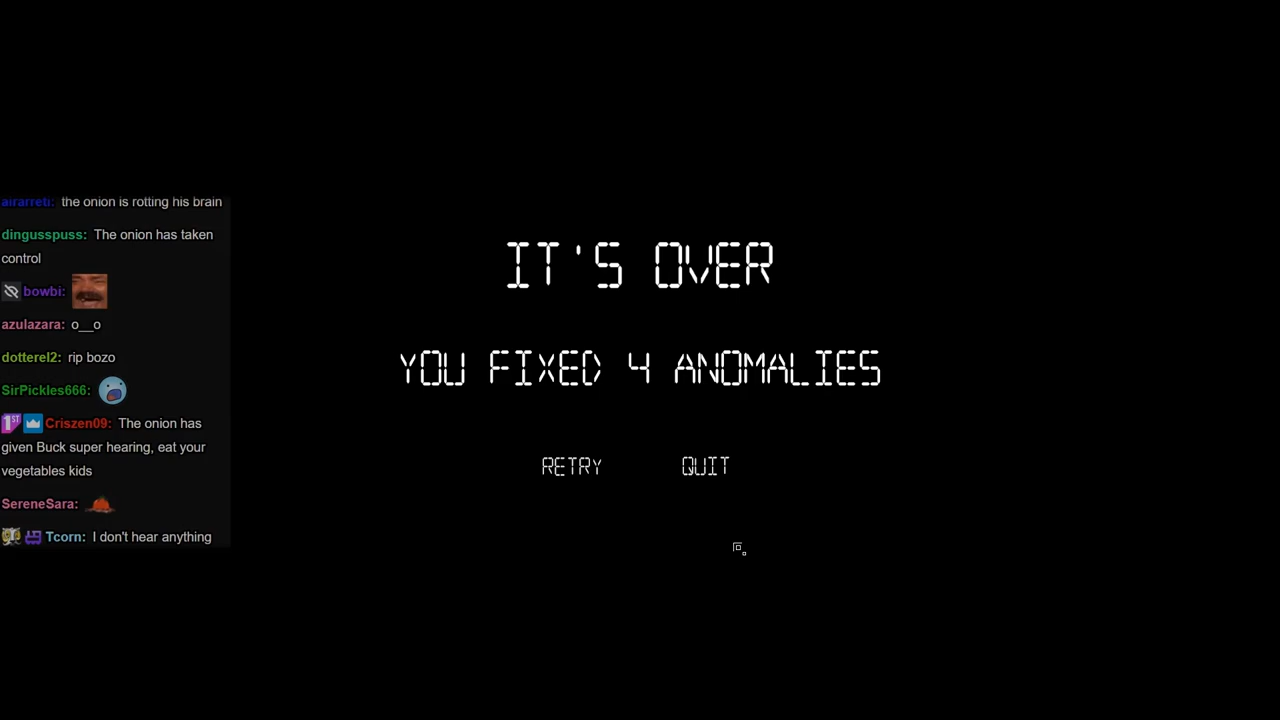 airarreti: the onion is rotting his brain
dingusspuss: The onion has taken
control
bowbi:
azulazara: o__o
dotterel2: rip bozo
SirPickles666:
1ST Criszen09: The onion has
given Buck super hearing, eat your
vegetables kids
SereneSara:
Tcorn: I don't hear anything
IT'S OVER
YOU FIXED 4 ANOMALIES
RETRY QUIT